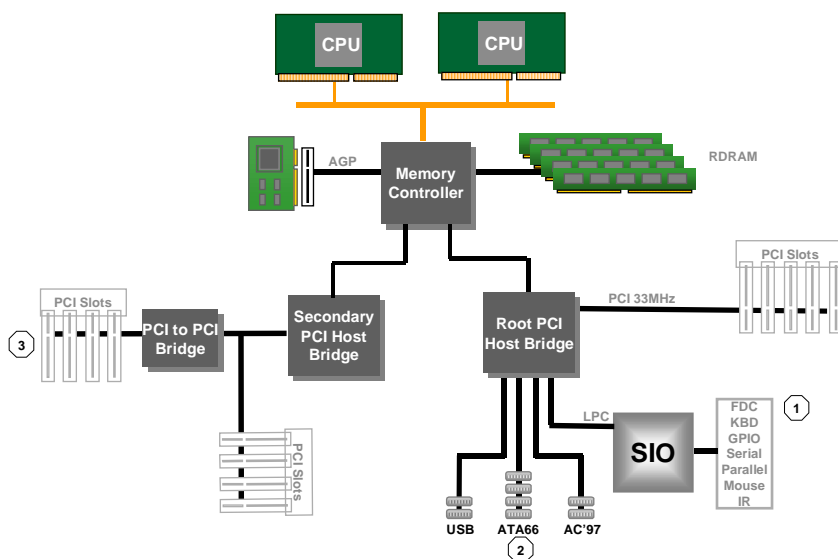 CPU
CPU
AGP
Memory
Controller
RDRAM
PCI Slots
PCI 33MHz
PCI Slots
PCI to PCI
Bridge
Secondary
PCI Host
Bridge
Root PCI
Host Bridge
3
PCI Slots
LPC
SIO
FDC
KBD
GPIO
Serial
Parallel
Mouse
IR
1
USB
ATA66
AC'97
2